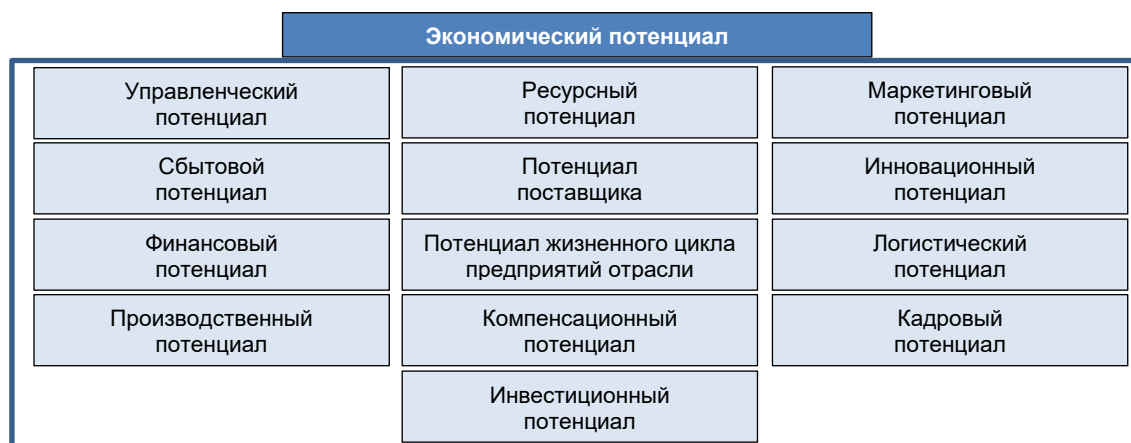 Экономический потенциал
Управленческий
потенциал
Ресурсный
потенциал
Маркетинговый
потенциал
Сбытовой
потенциал
Потенциал
поставщика
Инновационный
потенциал
Финансовый
потенциал
Потенциал жизненного цикла
предприятий отрасли
Логистический
потенциал
Производственный
потенциал
Компенсационный
потенциал
Кадровый
потенциал
Инвестиционный
потенциал